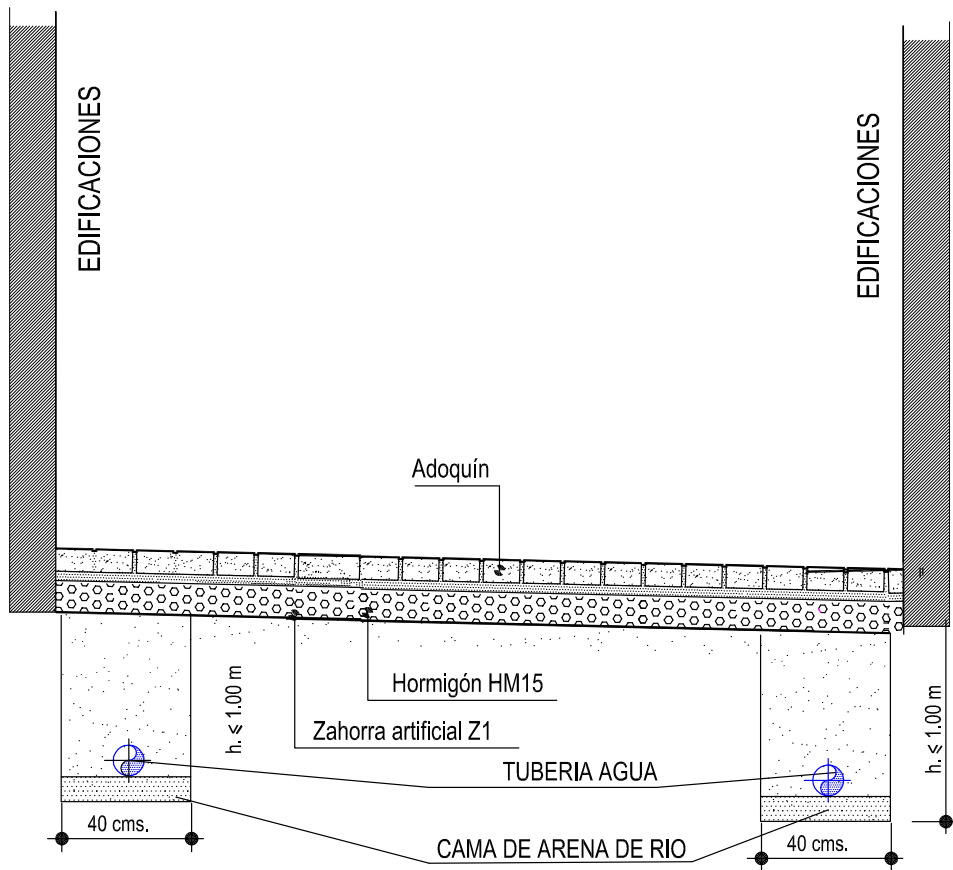 EDIFICACIONES
EDIFICACIONES
Adoquín
Hormigón HM15
h. ≤ 1.00 m
Zahorra artificial Z1
h. ≤ 1.00 m
TUBERIA AGUA
40 cms.
CAMA DE ARENA DE RIO
40 cms.